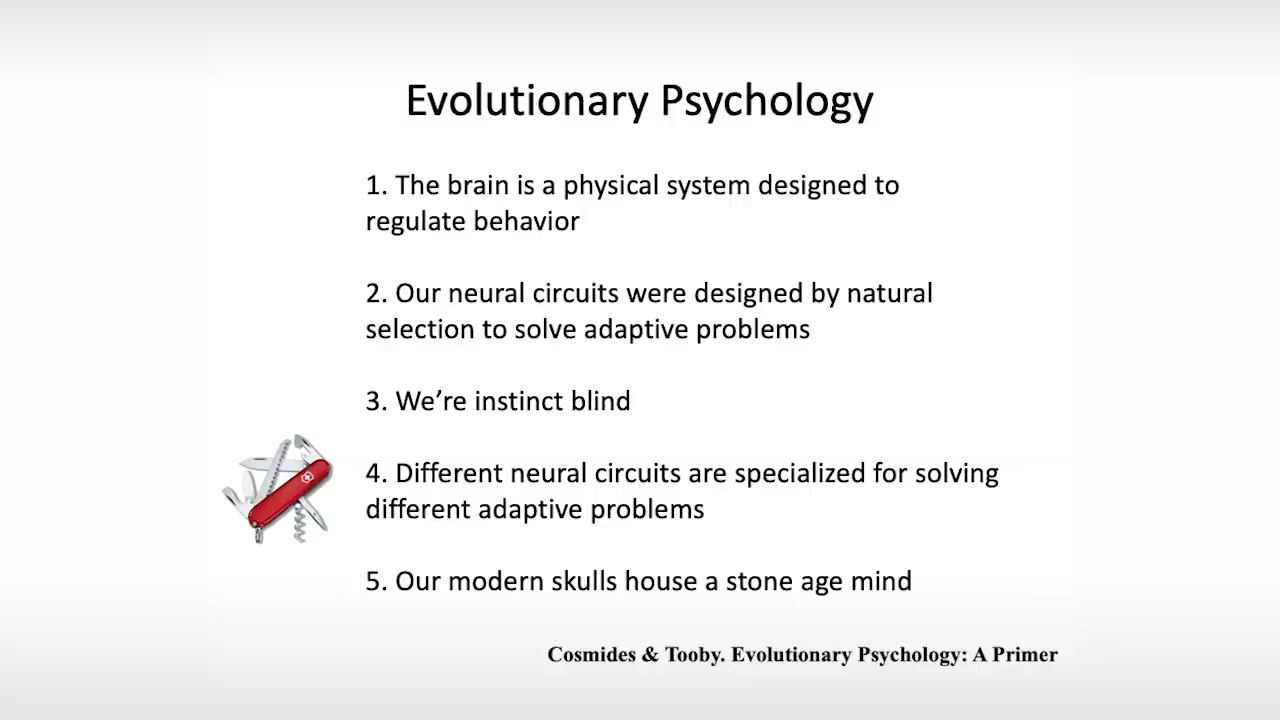 Evolutionary Psychology
1. The brain is a physical system designed to
regulate behavior
2. Our neural circuits were designed by natural
selection to solve adaptive problems
3. We’re instinct blind
4. Different neural circuits are specialized for solving
different adaptive problems
5. Our modern skulls house a stone age mind
Cosmides & Tooby. Evolutionary Psychology: A Primer